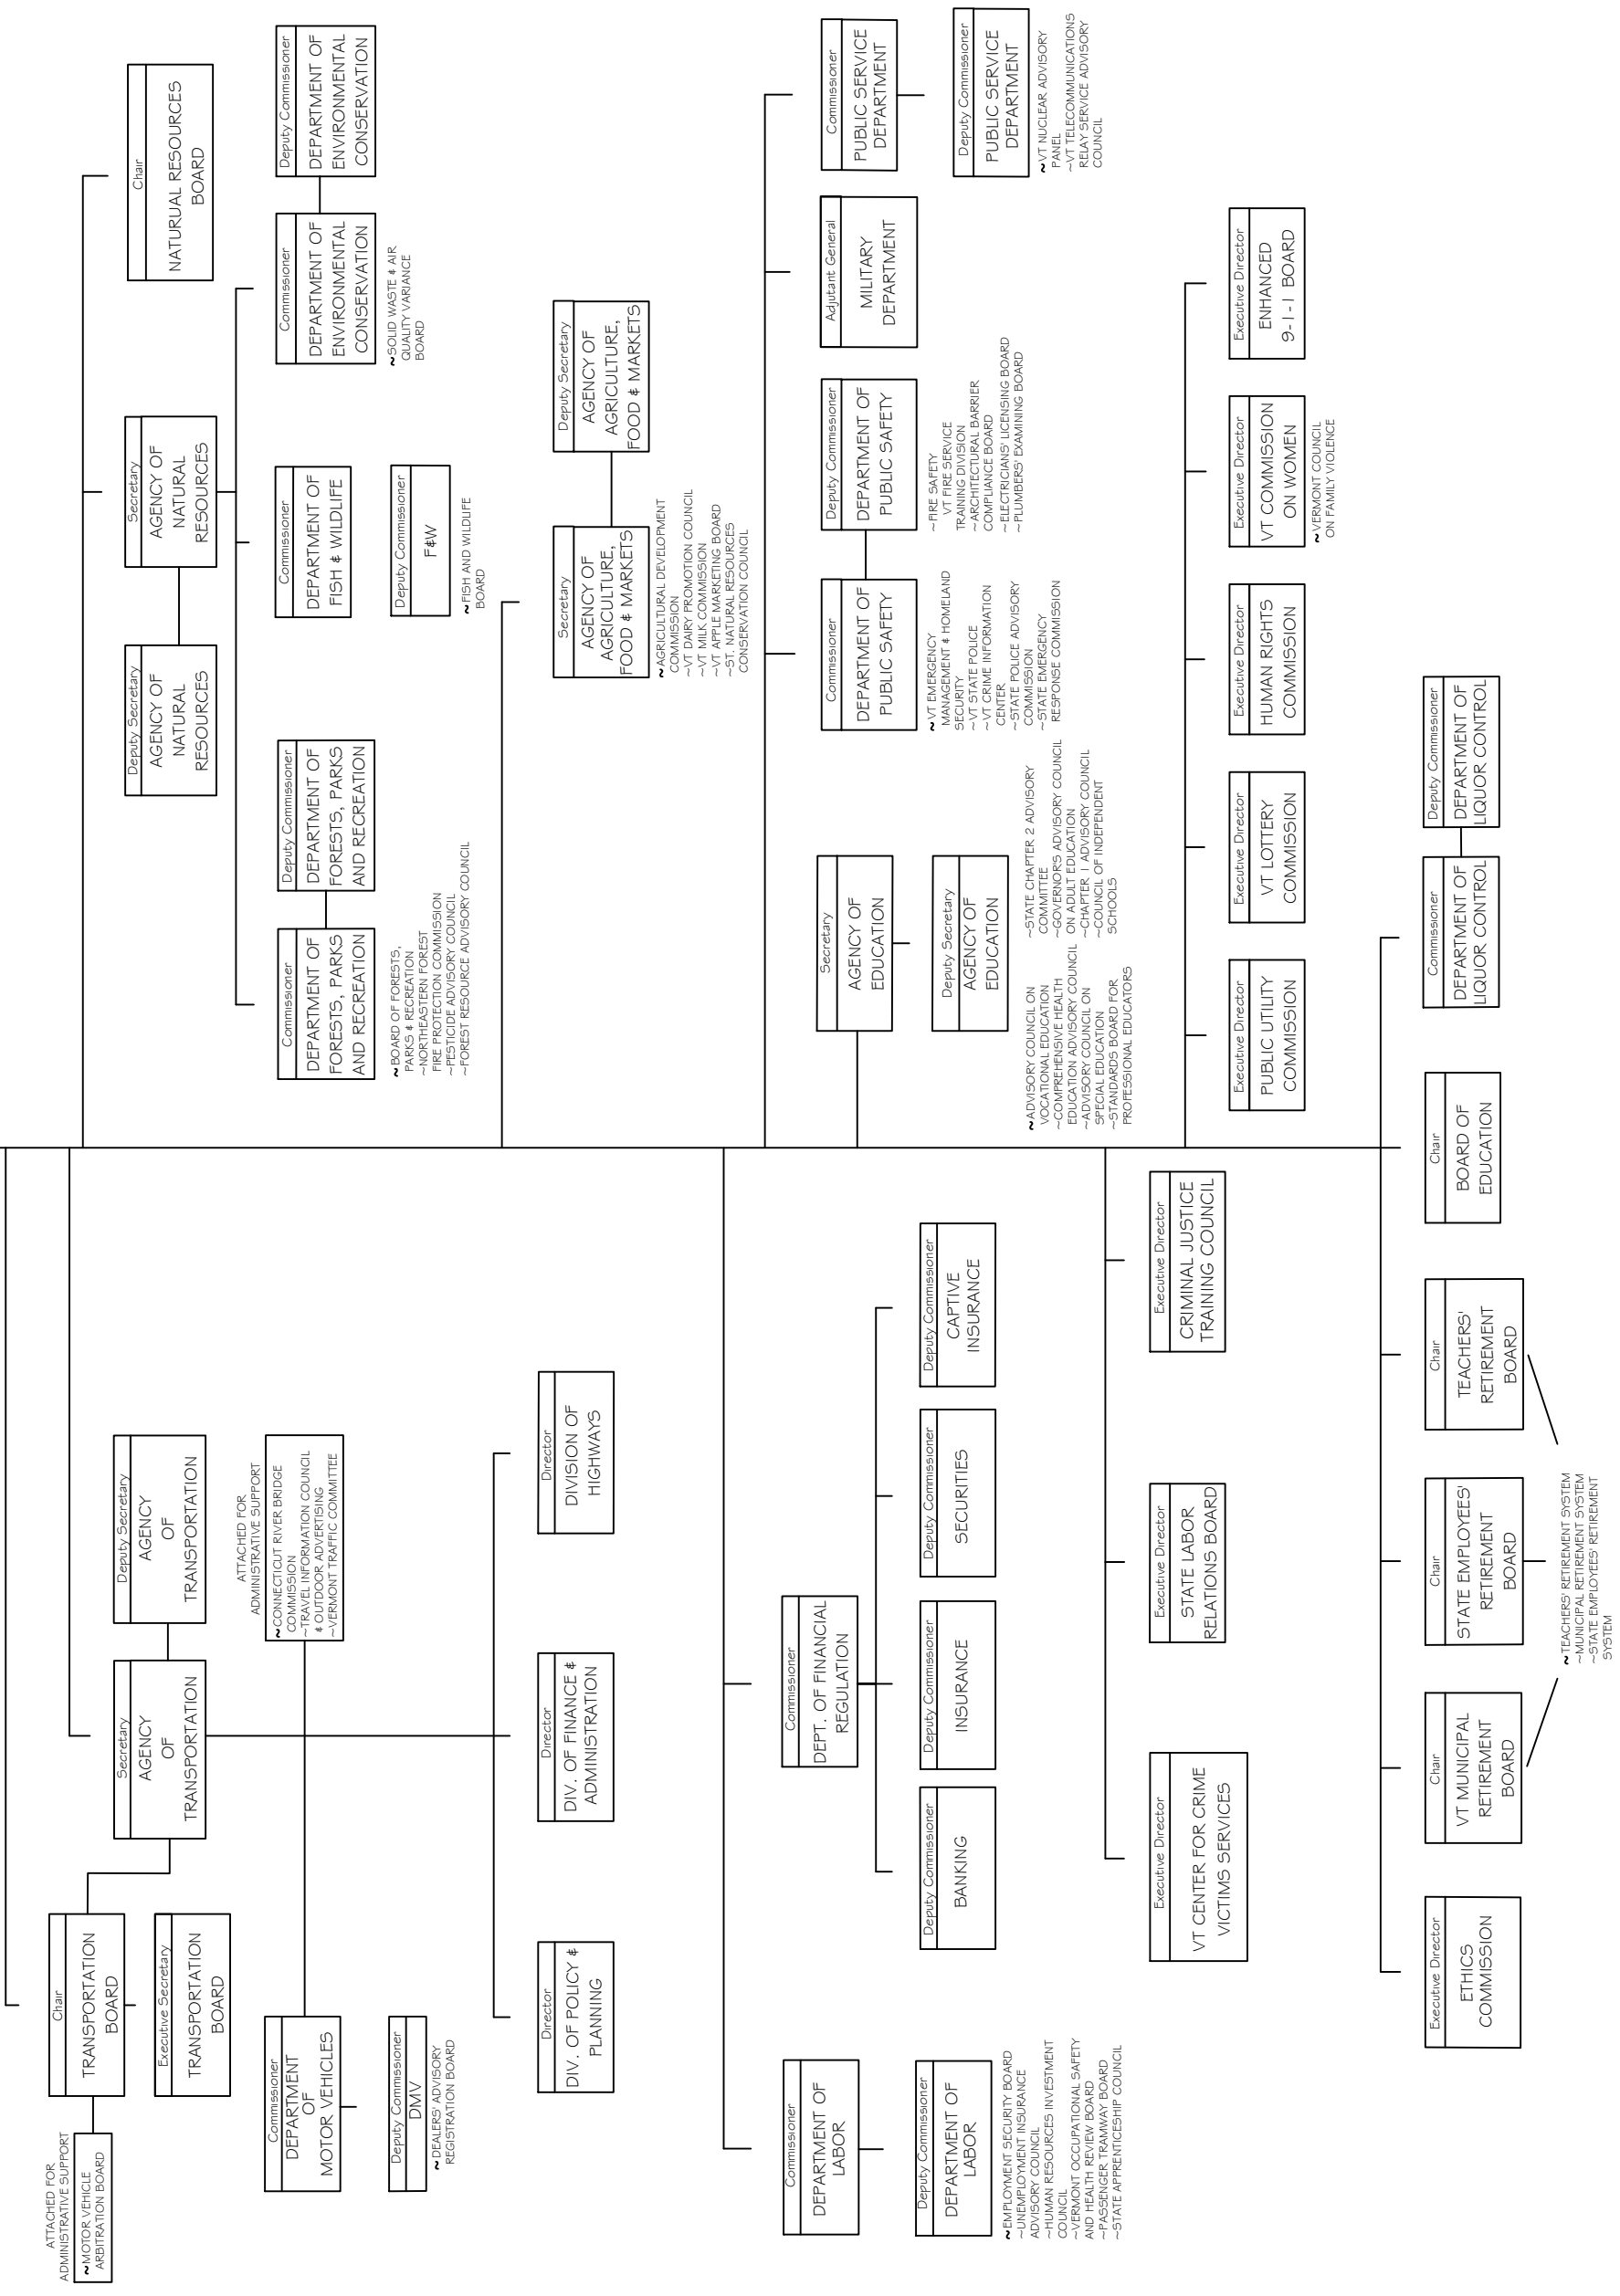 ATTACHED FOR
ADMINISTRATIVE SUPPORT
~MOTOR VEHICLE
ARBITRATION BOARD
Chair
TRANSPORTATION
BOARD
Executive Secretary
TRANSPORTATION
BOARD
Secretary
AGENCY
OF
TRANSPORTATION
Deputy Secretary
AGENCY
OF
TRANSPORTATION
ATTACHED FOR
ADMINISTRATIVE SUPPORT
~CONNECTICUT RIVER BRIDGE
COMMISSION
~TRAVEL INFORMATION COUNCIL
& OUTDOOR ADVERTISING
~VERMONT TRAFFIC COMMITTEE
Commissioner
DEPARTMENT
OF
MOTOR VEHICLES
Deputy Commissioner
DMV
~DEALERS' ADVISORY
REGISTRATION BOARD
Director
DIV. OF POLICY &
PLANNING
Director
DIV. OF FINANCE &
ADMINISTRATION
Director
DIVISION OF
HIGHWAYS
Deputy Secretary
AGENCY OF
NATURAL
RESOURCES
Secretary
AGENCY OF
NATURAL
RESOURCES
Chair
NATURUAL RESOURCES
BOARD
Commissioner
DEPARTMENT OF
FORESTS, PARKS
AND RECREATION
~BOARD OF FORESTS,
PARKS & RECREATION
~NORTHEASTERN FOREST
FIRE PROTECTION COMMISSION
~PESTICIDE ADVISORY COUNCIL
~FOREST RESOURCE ADVISORY COUNCIL
Deputy Commissioner
DEPARTMENT OF
FORESTS, PARKS
AND RECREATION
Commissioner
DEPARTMENT OF
FISH & WILDLIFE
Deputy Commissioner
F&W
~FISH AND WILDLIFE
BOARD
Commissioner
DEPARTMENT OF
ENVIRONMENTAL
CONSERVATION
~SOLID WASTE & AIR
QUALITY VARIANCE
BOARD
Deputy Commissioner
DEPARTMENT OF
ENVIRONMENTAL
CONSERVATION
Secretary
AGENCY OF
AGRICULTURE,
FOOD & MARKETS
~AGRICULTURAL DEVELOPMENT
COMMISSION
~VT DAIRY PROMOTION COUNCIL
~VT MILK COMMISSION
~VT APPLE MARKETING BOARD
~ST. NATURAL RESOURCES
CONSERVATION COUNCIL
Deputy Secretary
AGENCY OF
AGRICULTURE,
FOOD & MARKETS
Commissioner
DEPARTMENT OF
LABOR
Deputy Commissioner
DEPARTMENT OF
LABOR
~EMPLOYMENT SECURITY BOARD
~UNEMPLOYMENT INSURANCE
ADVISORY COUNCIL
~HUMAN RESOURCES INVESTMENT
COUNCIL
~VERMONT OCCUPATIONAL SAFETY
AND HEALTH REVIEW BOARD
~PASSENGER TRAMWAY BOARD
~STATE APPRENTICESHIP COUNCIL
Commissioner
DEPT. OF FINANCIAL
REGULATION
Deputy Commissioner
BANKING
Deputy Commissioner
INSURANCE
Deputy Commissioner
SECURITIES
Deputy Commissioner
CAPTIVE
INSURANCE
Secretary
AGENCY OF
EDUCATION
Deputy Secretary
AGENCY OF
EDUCATION
~ADVISORY COUNCIL ON
VOCATIONAL EDUCATION
~COMPREHENSIVE HEALTH
EDUCATION ADVISORY COUNCIL
~ADVISORY COUNCIL ON
SPECIAL EDUCATION
~STANDARDS BOARD FOR
PROFESSIONAL EDUCATORS
~STATE CHAPTER 2 ADVISORY
COMMITTEE
~GOVERNORS ADVISORY COUNCIL
ON ADULT EDUCATION
~CHAPTER 1 ADVISORY COUNCIL
~COUNCIL OF INDEPENDENT
SCHOOLS
Commissioner
DEPARTMENT OF
PUBLIC SAFETY
~VT EMERGENCY
MANAGEMENT & HOMELAND
SECURITY
~VT STATE POLICE
~VT CRIME INFORMATION
CENTER
~STATE POLICE ADVISORY
COMMISSION
~STATE EMERGENCY
RESPONSE COMMISSION
Deputy Commissioner
DEPARTMENT OF
PUBLIC SAFETY
~FIRE SAFETY
VT FIRE SERVICE
TRAINING DIVISION
~ARCHITECTURAL BARRIER
COMPLIANCE BOARD
~ELECTRICIANS' LICENSING BOARD
~PLUMBERS' EXAMINING BOARD
Adjutant General
MILITARY
DEPARTMENT
Commissioner
PUBLIC SERVICE
DEPARTMENT
Deputy Commissioner
PUBLIC SERVICE
DEPARTMENT
~VT NUCLEAR ADVISORY
PANEL
~VT TELECOMMUNICATIONS
RELAY SERVICE ADVISORY
COUNCIL
Executive Director
VT CENTER FOR CRIME
VICTIMS SERVICES
Executive Director
STATE LABOR
RELATIONS BOARD
Executive Director
CRIMINAL JUSTICE
TRAINING COUNCIL
Executive Director
PUBLIC UTILITY
COMMISSION
Executive Director
VT LOTTERY
COMMISSION
Executive Director
HUMAN RIGHTS
COMMISSION
Executive Director
VT COMMISSION
ON WOMEN
~VERMONT COUNCIL
ON FAMILY VIOLENCE
Executive Director
ENHANCED
9-1-1 BOARD
Executive Director
ETHICS
COMMISSION
Chair
VT MUNICIPAL
RETIREMENT
BOARD
Chair
STATE EMPLOYEES'
RETIREMENT
BOARD
Chair
TEACHERS'
RETIREMENT
BOARD
~TEACHERS' RETIREMENT SYSTEM
~MUNICIPAL RETIREMENT SYSTEM
~STATE EMPLOYEES' RETIREMENT
SYSTEM
Chair
BOARD OF
EDUCATION
Commissioner
DEPARTMENT OF
LIQUOR CONTROL
Deputy Commissioner
DEPARTMENT OF
LIQUOR CONTROL